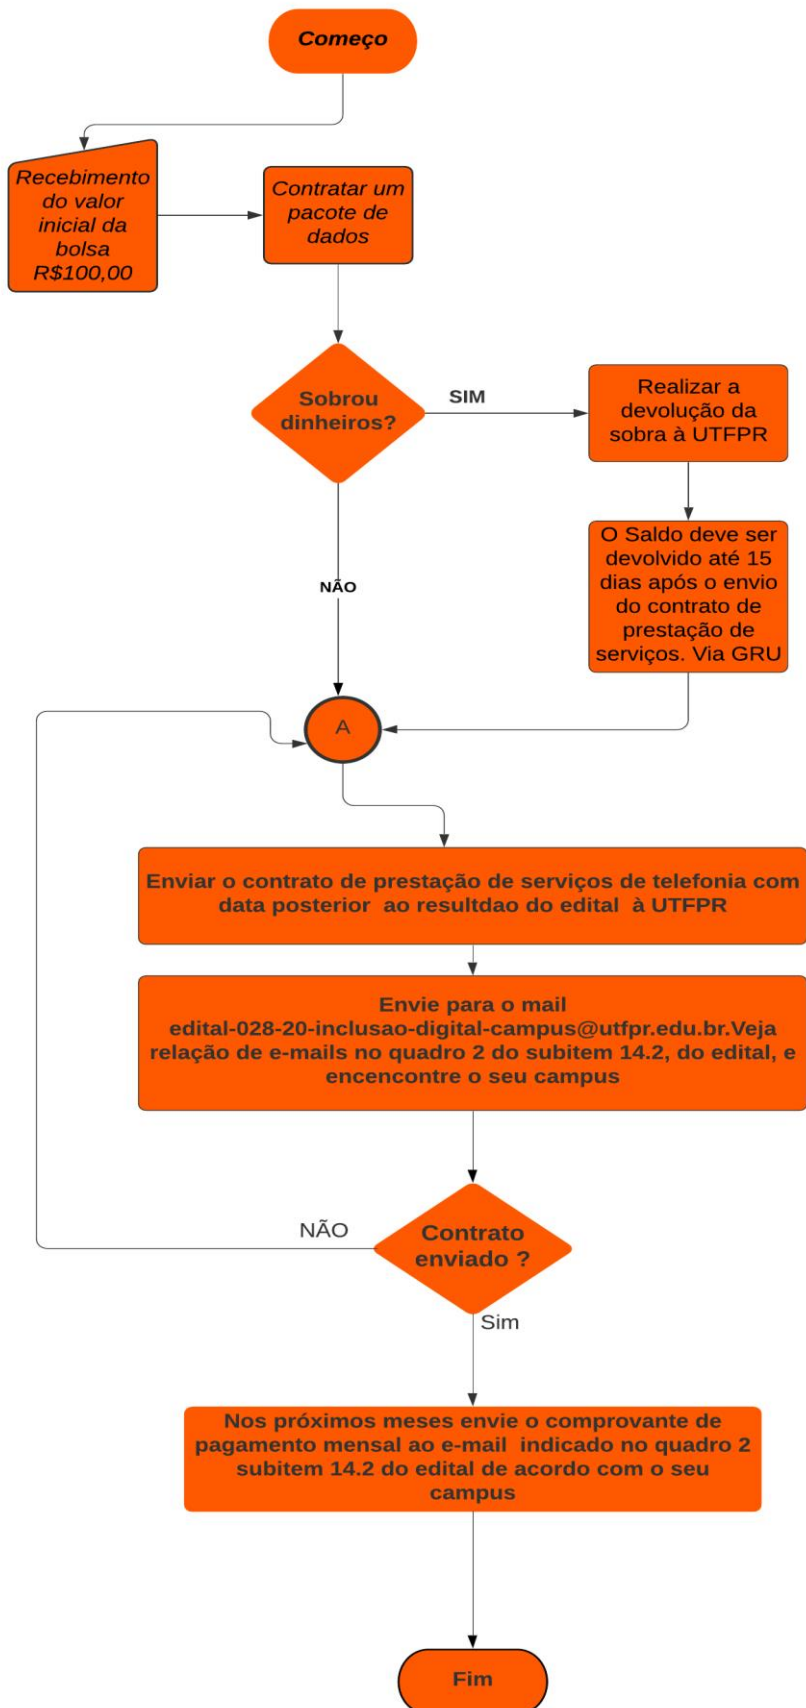 Começo
Recebimento
do valor
inicial da
bolsa
R$100,00
Contratar um
pacote de
dados
Sobrou
dinheiros?
SIM
Realizar a
devolução da
sobra à UTFPR
O Saldo deve ser
devolvido até 15
dias após o envio
do contrato de
prestação de
serviços. Via GRU
NÃO
A
Enviar o contrato de prestação de serviços de telefonia com
data posterior ao resultdao do edital à UTFPR
Envie para o mail
edital-028-20-inclusao-digital-campus@utfpr.edu.br.Veja
relação de e-mails no quadro 2 do subitem 14.2, do edital, e
encencontre o seu campus
NÃO
Contrato
enviado ?
Sim
Nos próximos meses envie o comprovante de
pagamento mensal ao e-mail indicado no quadro 2
subitem 14.2 do edital de acordo com o seu
campus
Fim